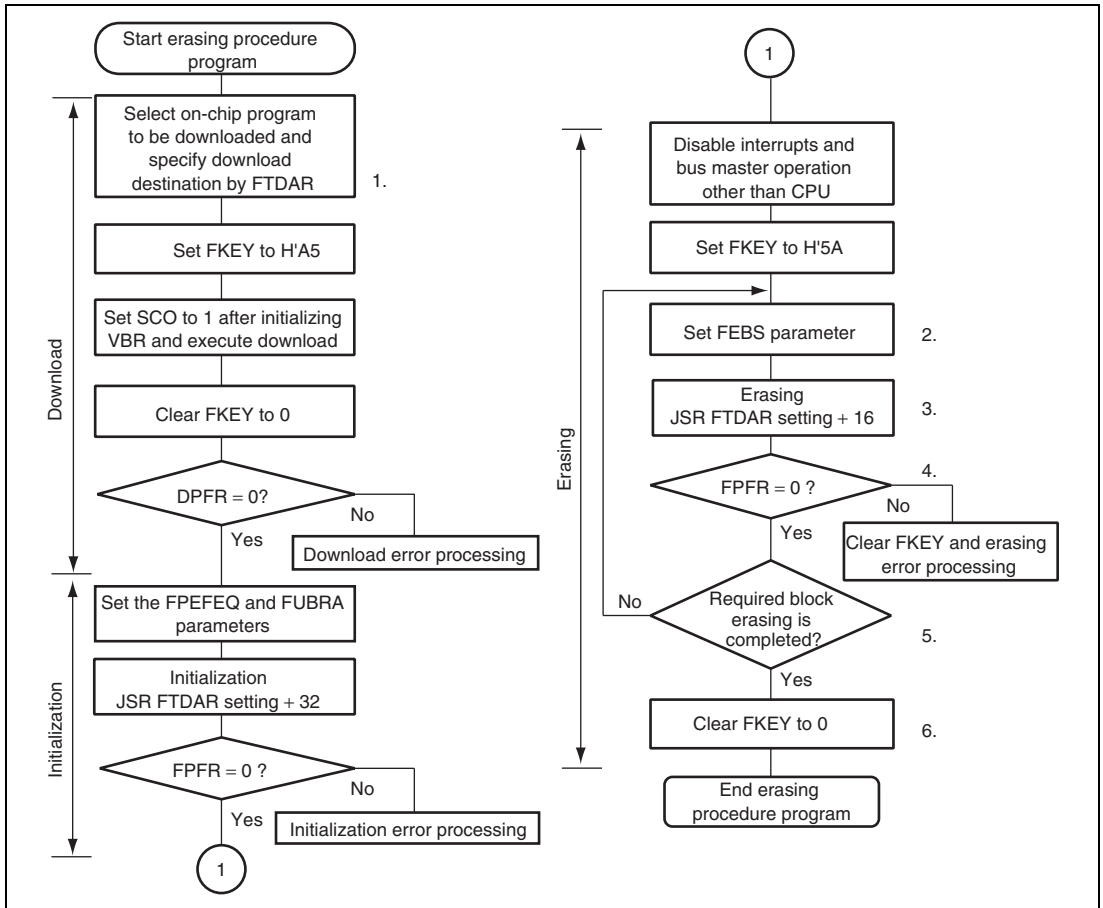 Start erasing procedure
program
Select on-chip program
to be downloaded and
specify download
destination by FTDAR
1.
Set FKEY to H'A5
Set SCO to 1 after initializing
VBR and execute download
Clear FKEY to 0
DPFR = 0?
No
Yes
Download error processing
Download
Set the FPEFEQ and FUBRA
parameters
Initialization
JSR FTDAR setting + 32
FPFR = 0 ?
No
Yes
Initialization error processing
Initialization
1
1
Disable interrupts and
bus master operation
other than CPU
Set FKEY to H'5A
Set FEBS parameter
2.
Erasing
JSR FTDAR setting + 16
3.
4.
FPFR = 0 ?
No
Yes
Clear FKEY and erasing
error processing
Erasing
No
Required block
erasing is
completed?
5.
Yes
Clear FKEY to 0
6.
End erasing
procedure program